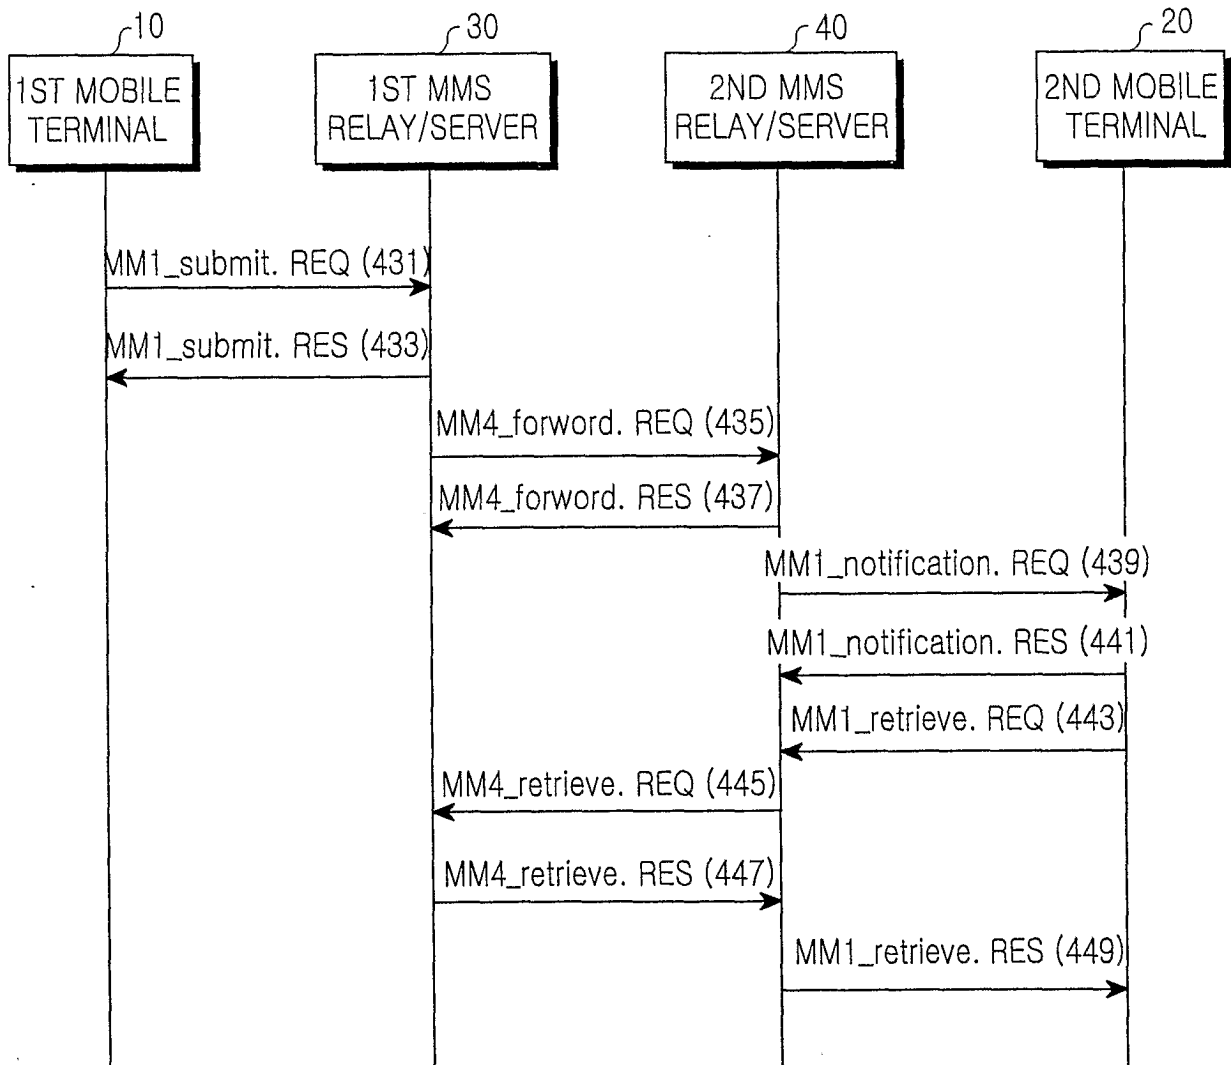 10
30
40
20
1ST MOBILE
TERMINAL
1ST MMS
RELAY/SERVER
2ND MMS
RELAY/SERVER
2ND MOBILE
TERMINAL
MM1_submit. REQ (431)
MM1_submit. RES (433)
MM4_forword. REQ (435)
MM4_forword. RES (437)
MM1_notification. REQ (439)
MM1_notification. RES (441)
MM1_retrieve. REQ (443)
MM4_retrieve. REQ (445)
MM4_retrieve. RES (447)
MM1_retrieve. RES (449)